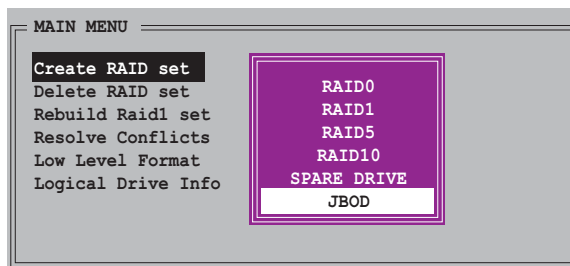 MAIN MENU
Create RAID set
Delete RAID set
Rebuild Raid1 set
Resolve Conflicts
Low Level Format
Logical Drive Info
RAID0
RAID1
RAID5
RAID10
SPARE DRIVE
JBOD